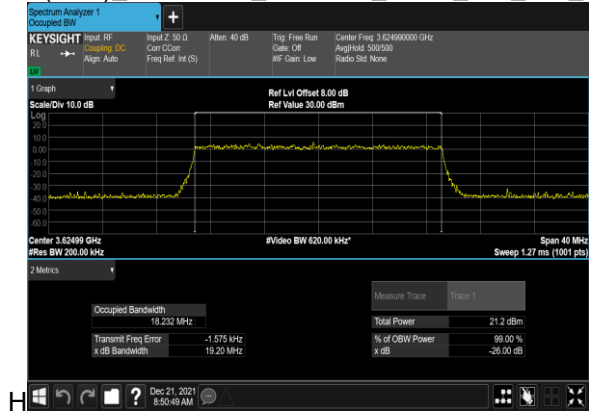 Spectrum Analyzer 1
Occupied BW
+
KEYSIGHT Input: RF Input Z: 50 Ω Atten: 40 dB Trig: Free Run Center Freq: 3.624990000 GHz
RL Coupling: DC Corr CCorr Gate: Off Avg|Hold: 500/500
Align: Auto Freq Ref: Int (S) #IF Gain: Low Radio Std: None
1 Graph
Ref Lvl Offset 8.00 dB
Scale/Div 10.0 dB Ref Value 30.00 dBm
Log
20.0
10.0
0.00
-10.0
-20.0
-30.0
-40.0
-50.0
-60.0
Center 3.62499 GHz #Video BW 620.00 kHz* Span 40 MHz
#Res BW 200.00 kHz Sweep 1.27 ms (1001 pts)
2 Metrics
Measure Trace Trace 1
Occupied Bandwidth
18.232 MHz Total Power 21.2 dBm
Transmit Freq Error -1.575 kHz % of OBW Power 99.00 %
x dB Bandwidth 19.20 MHz x dB -26.00 dB
H ? Dec 21, 2021
8:50:49 AM